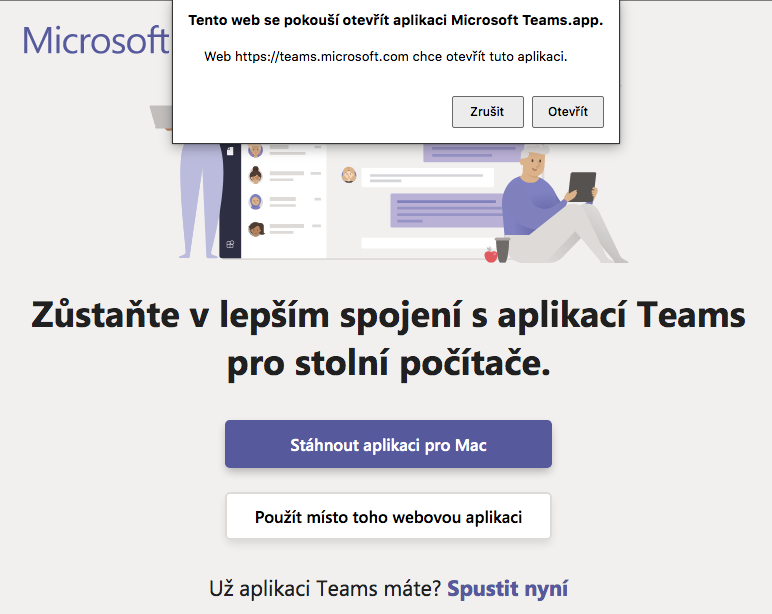 Tento web se pokouší otevřít aplikaci Microsoft Teams.app.
Web https://teams.microsoft.com chce otevřít tuto aplikaci.
Zrušit
Otevřít
Microsoft
Zůstaňte v lepším spojení s aplikací Teams
pro stolní počítače.
Stáhnout aplikaci pro Mac
Použít místo toho webovou aplikaci
Už aplikaci Teams máte? Spustit nyní